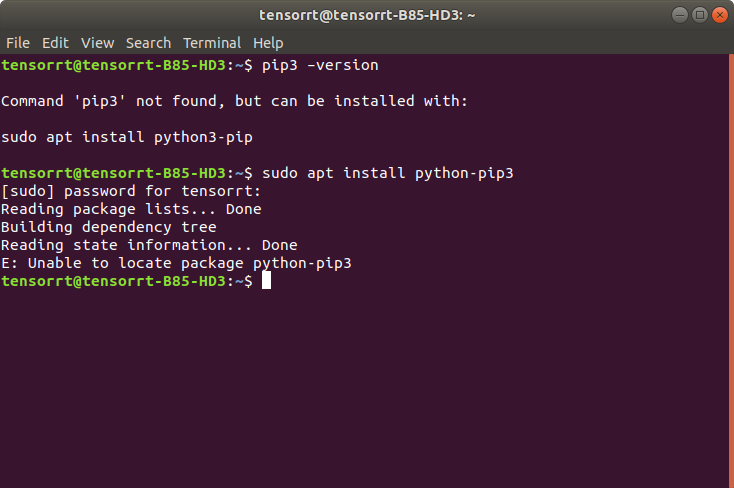 tensorrt@tensorrt-B85-HD3: ~
File Edit View Search Terminal Help
tensorrt@tensorrt-B85-HD3:~$ pip3 –version
Command 'pip3' not found, but can be installed with:
sudo apt install python3-pip
tensorrt@tensorrt-B85-HD3:~$ sudo apt install python-pip3
[sudo] password for tensorrt:
Reading package lists... Done
Building dependency tree
Reading state information... Done
E: Unable to locate package python-pip3
tensorrt@tensorrt-B85-HD3:~$